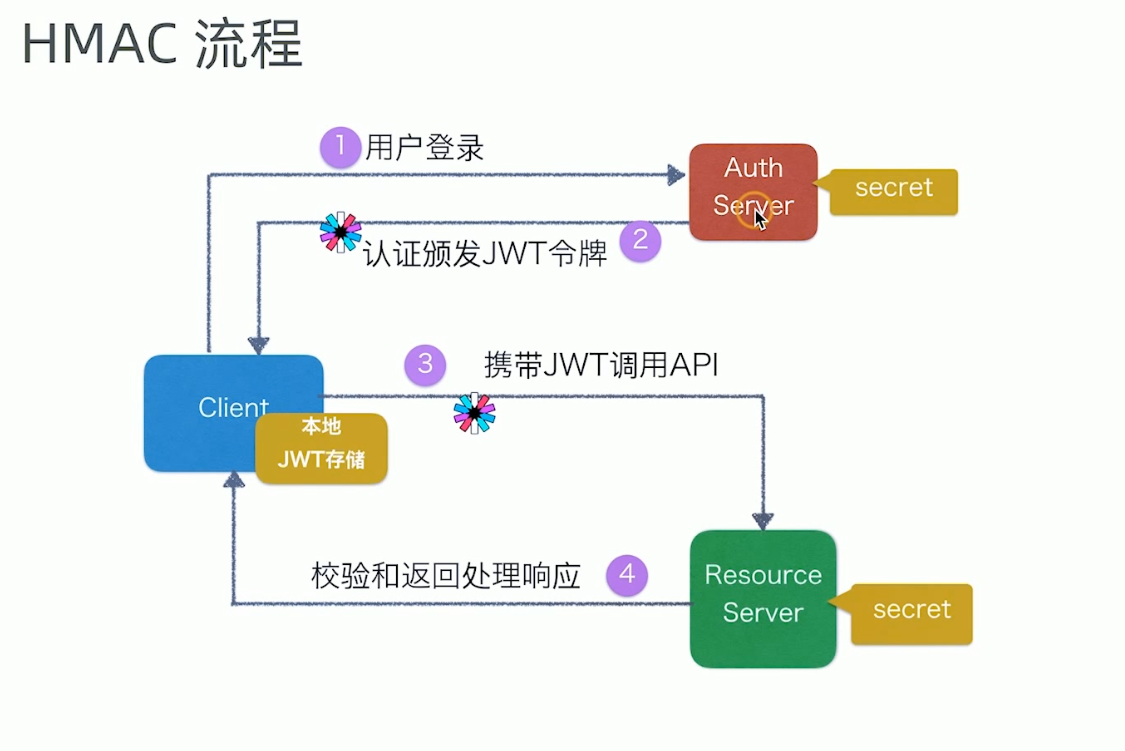 HMAC 流程
1 用户登录
Auth
Server
secret
认证颁发JWT令牌 2
3 携带JWT调用API
Client
本地
JWT存储
校验和返回处理响应 4
Resource
Server
secret